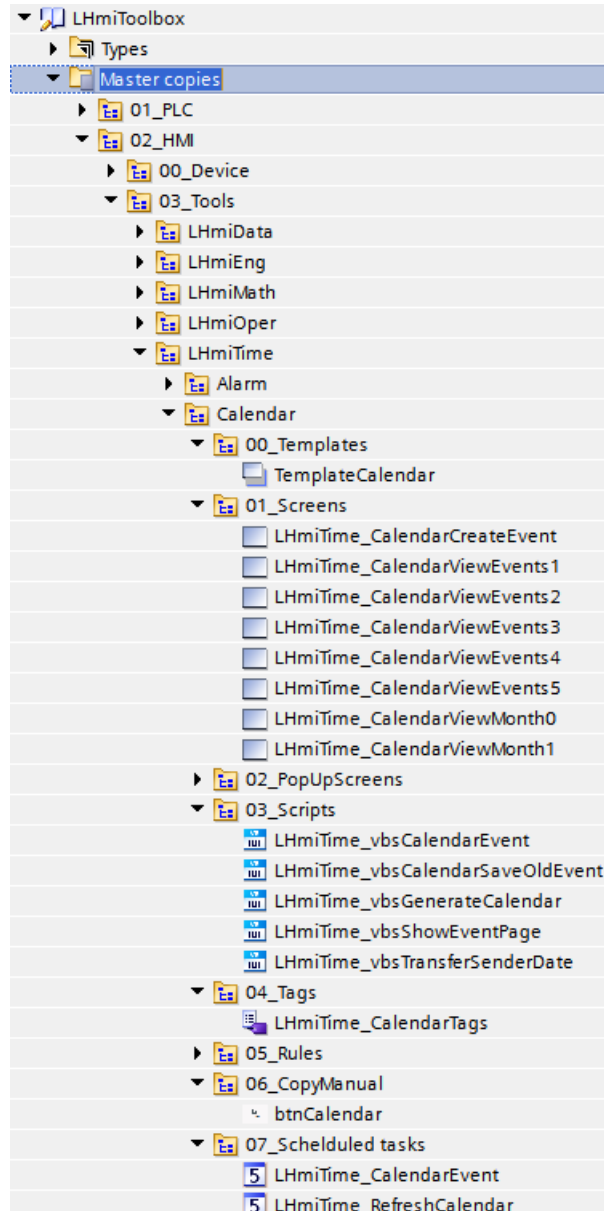 LHmiToolbox
Types
Master copies
01_PLC
02_HMI
00_Device
03_Tools
LHmiData
LHmiEng
LHmiMath
LHmiOper
LHmiTime
Alarm
Calendar
00_Templates
TemplateCalendar
01_Screens
LHmiTime_CalendarCreateEvent
LHmiTime_CalendarViewEvents1
LHmiTime_CalendarViewEvents2
LHmiTime_CalendarViewEvents3
LHmiTime_CalendarViewEvents4
LHmiTime_CalendarViewEvents5
LHmiTime_CalendarViewMonth0
LHmiTime_CalendarViewMonth1
02_PopUpScreens
03_Scripts
LHmiTime_vbsCalendarEvent
LHmiTime_vbsCalendarSaveOldEvent
LHmiTime_vbsGenerateCalendar
LHmiTime_vbsShowEventPage
LHmiTime_vbsTransferSenderDate
04_Tags
LHmiTime_CalendarTags
05_Rules
06_CopyManual
btnCalendar
07_Schelduled tasks
LHmiTime_CalendarEvent
LHmiTime_RefreshCalendar